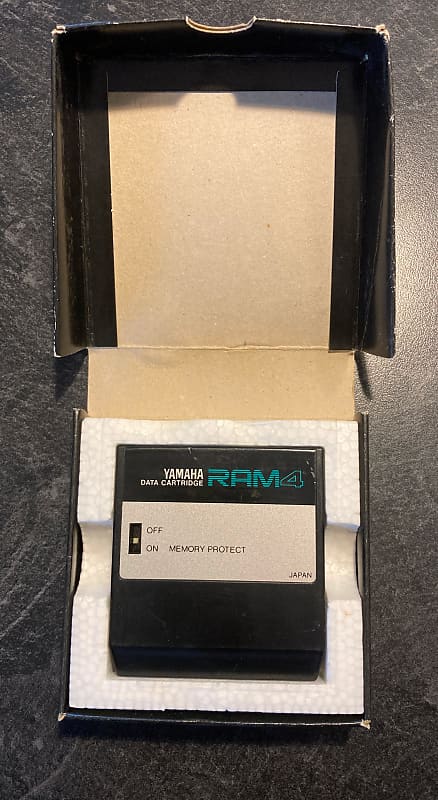 YAMAHA
DATA CARTRIDGE RAM4
OFF
ON MEMORY PROTECT
JAPAN